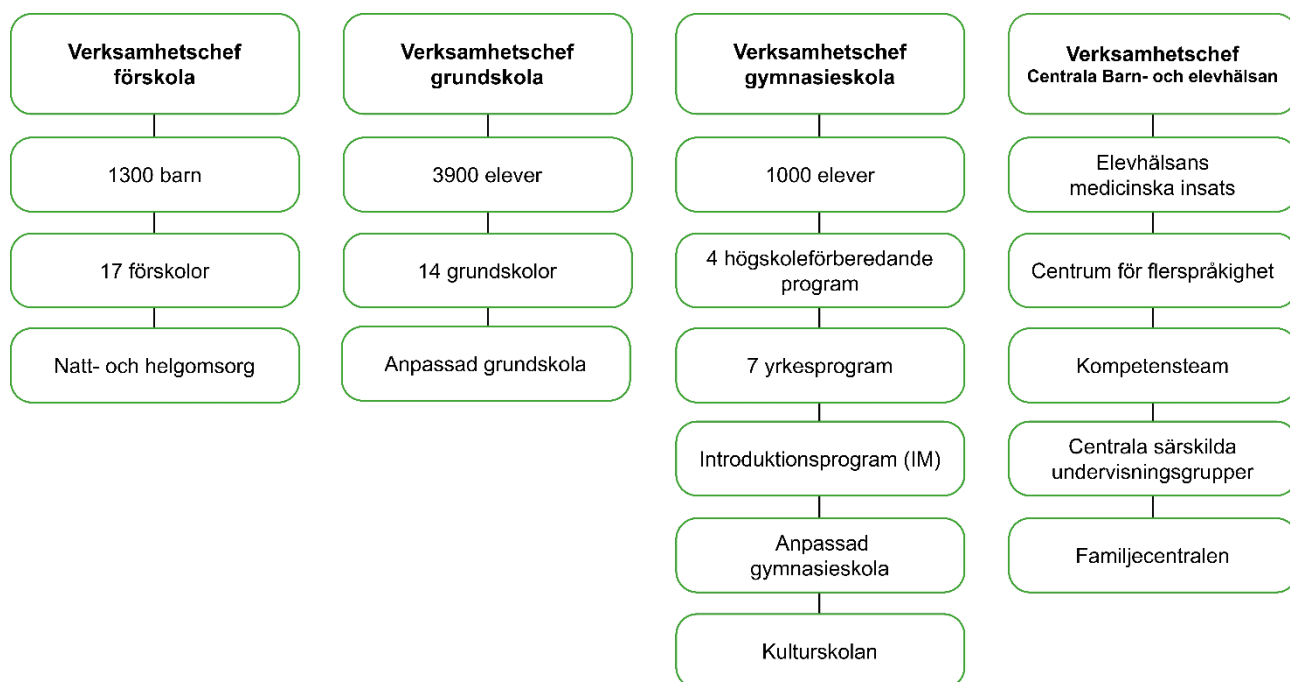 Verksamhetschef
förskola
1300 barn
17 förskolor
Natt- och helgomsorg
Verksamhetschef
grundskola
3900 elever
14 grundskolor
Anpassad grundskola
Verksamhetschef
gymnasieskola
1000 elever
4 högskoleförberedande
program
7 yrkesprogram
Introduktionsprogram (IM)
Anpassad
gymnasieskola
Kulturskolan
Verksamhetschef
Centrala Barn- och elevhälsan
Elevhälsans
medicinska insats
Centrum för flerspråkighet
Kompetensteam
Centrala särskilda
undervisningsgrupper
Familjecentralen